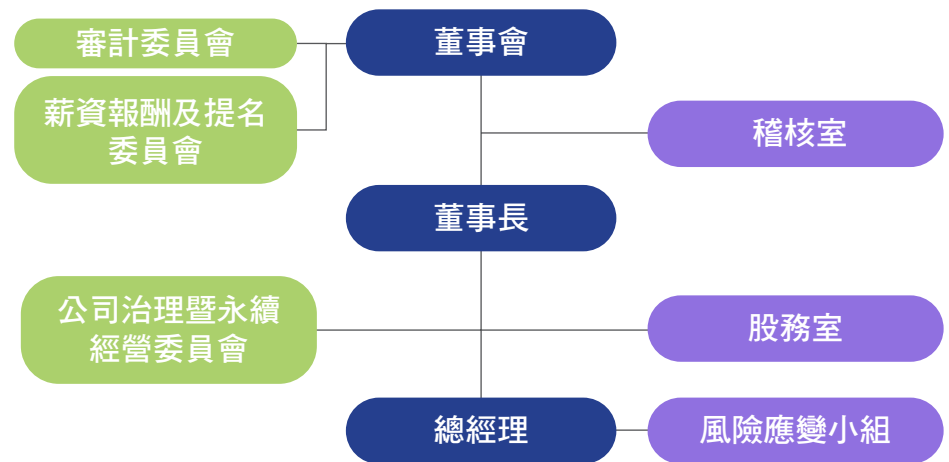 審計委員會
董事會
薪資報酬及提名
委員會
稽核室
董事長
公司治理暨永續
經營委員會
股務室
總經理
風險應變小組